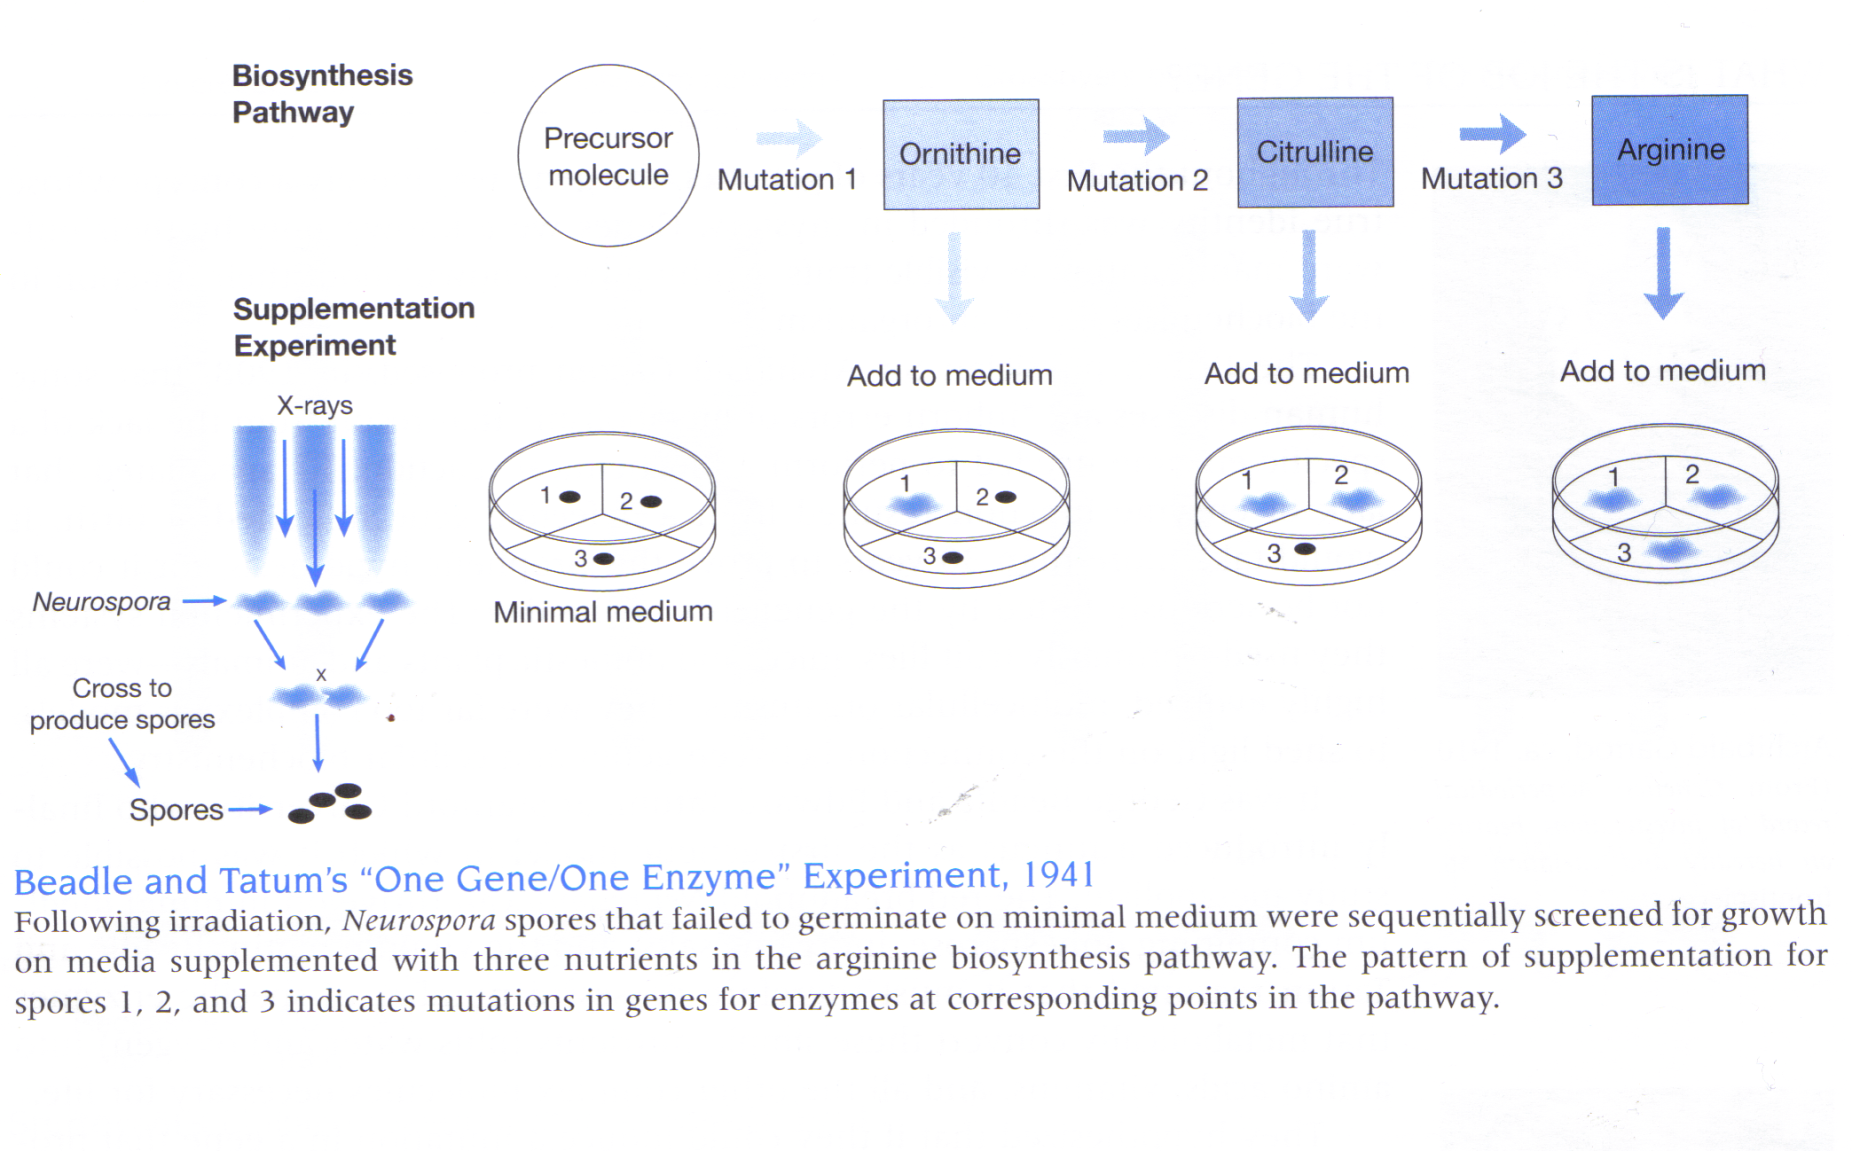 Biosynthesis
Pathway
Precursor
molecule
Mutation 1
Ornithine
Mutation 2
Citrulline
Mutation 3
Arginine
Supplementation
Experiment
X-rays
Add to medium
Add to medium
Add to medium
1
2
3
1
2
3
1
2
3
1
2
3
Minimal medium
Neurospora
x
Cross to
produce spores
Spores
Beadle and Tatum's “One Gene/One Enzyme” Experiment, 1941
Following irradiation, Neurospora spores that failed to germinate on minimal medium were sequentially screened for growth
on media supplemented with three nutrients in the arginine biosynthesis pathway. The pattern of supplementation for
spores 1, 2, and 3 indicates mutations in genes for enzymes at corresponding points in the pathway.